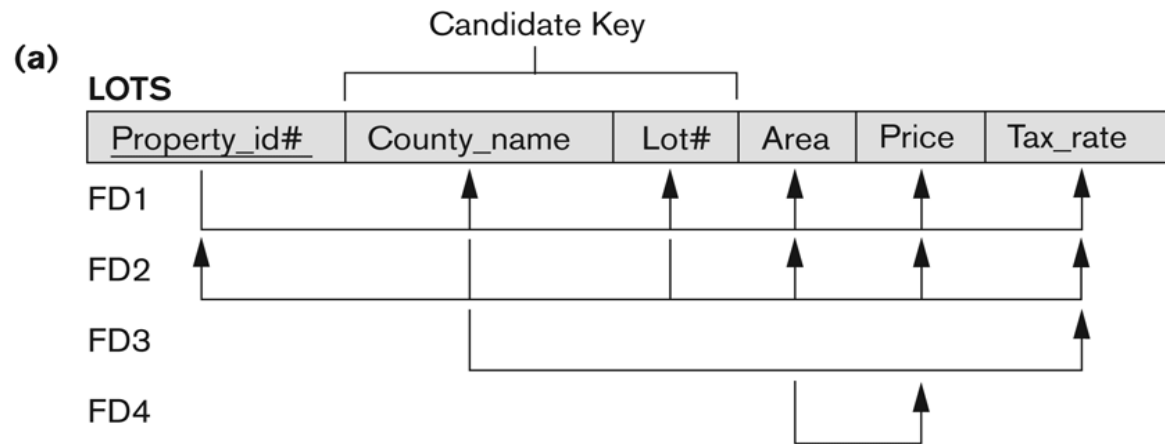 Candidate Key
(a)
LOTS
Property_id# County_name Lot# Area Price Tax_rate
FD1
FD2
FD3
FD4